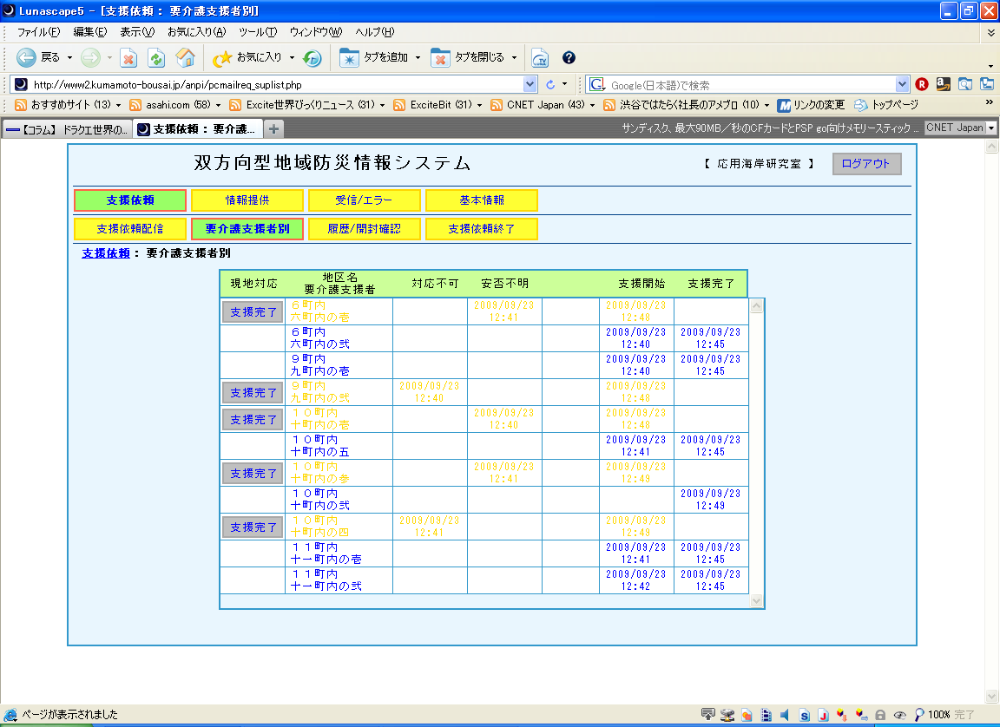 Lunascape5 - [支援依頼 : 要介護支援者別]
ファイル(F) 編集(E) 表示(V) お気に入り(A) ツール(T) ウィンドウ(W) ヘルプ(H)
戻る お気に入り タブを追加 タブを閉じる
http://www2.kumamoto-bousai.jp/anpi/pcmailreq_suplist.php Google(日本語)で検索
おすすめサイト (13) asahi.com (58) Excite世界びっくりニュース (31) ExciteBit (31) CNET Japan (43) 渋谷ではたらく社長のアメブロ (10) リンクの変更 トップページ
【コラム】 ドラクエ世界の... 支援依頼 : 要介護... サンディスク、最大90MB/秒のCFカードとPSP go向けメモリースティック ... CNET Japan
双方向型地域防災情報システム 【 応用海岸研究室 】 ログアウト
支援依頼 情報提供 受信/エラー 基本情報
支援依頼配信 要介護支援者別 履歴/開封確認 支援依頼終了
支援依頼 : 要介護支援者別
現地対応 地区名 対応不可 安否不明 支援開始 支援完了
要介護支援者
支援完了 6町内 2009/09/23 2009/09/23
六町内の壱 12:41 12:48
6町内 2009/09/23 2009/09/23
六町内の弐 12:40 12:45
9町内 2009/09/23 2009/09/23
九町内の壱 12:40 12:45
支援完了 9町内 2009/09/23 2009/09/23
九町内の弐 12:40 12:48
支援完了 10町内 2009/09/23 2009/09/23
十町内の壱 12:40 12:48
10町内 2009/09/23 2009/09/23
十町内の五 12:41 12:45
支援完了 10町内 2009/09/23 2009/09/23
十町内の参 12:41 12:49
10町内 2009/09/23
十町内の弐 12:49
支援完了 10町内 2009/09/23 2009/09/23
十町内の四 12:41 12:49
11町内 2009/09/23 2009/09/23
十一町内の壱 12:41 12:45
11町内 2009/09/23 2009/09/23
十一町内の弐 12:42 12:45
ページが表示されました 100% 完了